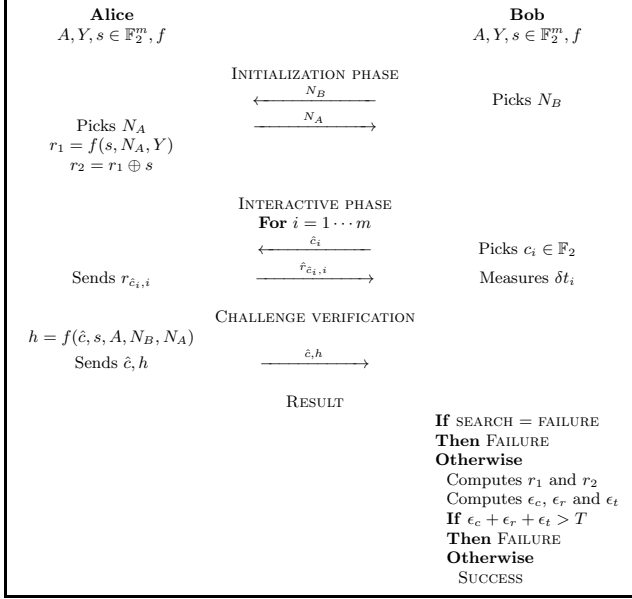 Alice Bob
A, Y, s ∈ 𝔽₂ᵐ, f A, Y, s ∈ 𝔽₂ᵐ, f
INITIALIZATION PHASE
N_B Picks N_B
Picks N_A N_A
r₁ = f(s, N_A, Y)
r₂ = r₁ ⊕ s
INTERACTIVE PHASE
For i = 1 ··· m
ĉᵢ Picks cᵢ ∈ 𝔽₂
Sends r_{ĉᵢ,i} r̂_{ĉᵢ,i} Measures δtᵢ
CHALLENGE VERIFICATION
h = f(ĉ, s, A, N_B, N_A)
Sends ĉ, h ĉ,h
RESULT
If SEARCH = FAILURE
Then FAILURE
Otherwise
Computes r₁ and r₂
Computes ϵ_c, ϵ_r and ϵ_t
If ϵ_c + ϵ_r + ϵ_t > T
Then FAILURE
Otherwise
SUCCESS